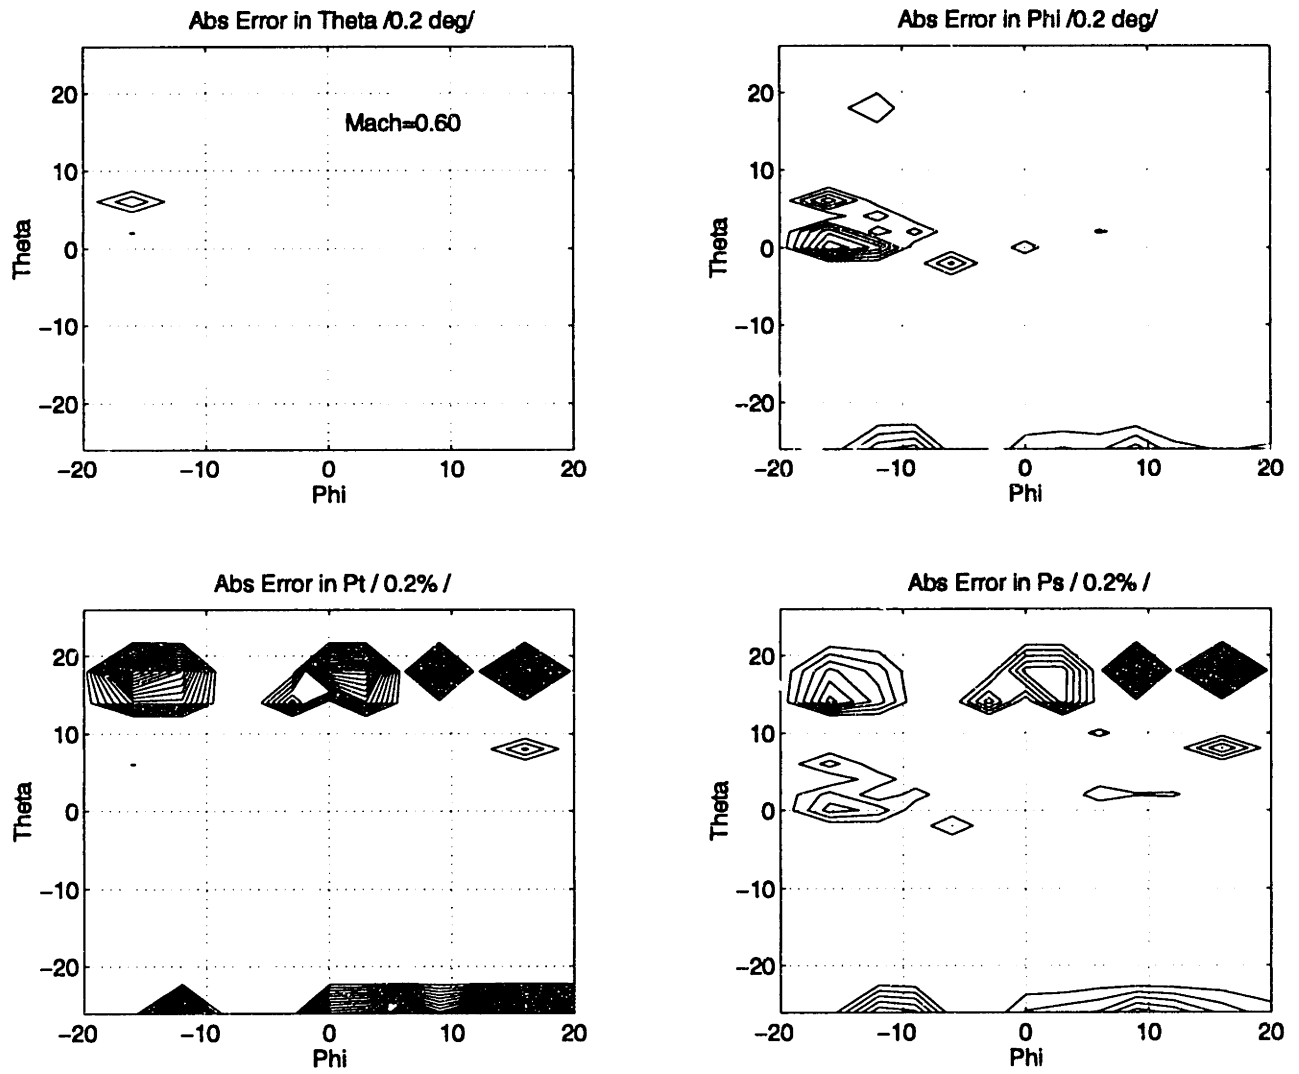 Abs Error in Theta /0.2 deg/
20
10
0
−10
−20
Theta
Mach=0.60
−20 −10 0 10 20
Phi
Abs Error in Phi /0.2 deg/
20
10
0
−10
−20
Theta
−20 −10 0 10 20
Phi
Abs Error in Pt / 0.2% /
20
10
0
−10
−20
Theta
−20 −10 0 10 20
Phi
Abs Error in Ps / 0.2% /
20
10
0
−10
−20
Theta
−20 −10 0 10 20
Phi